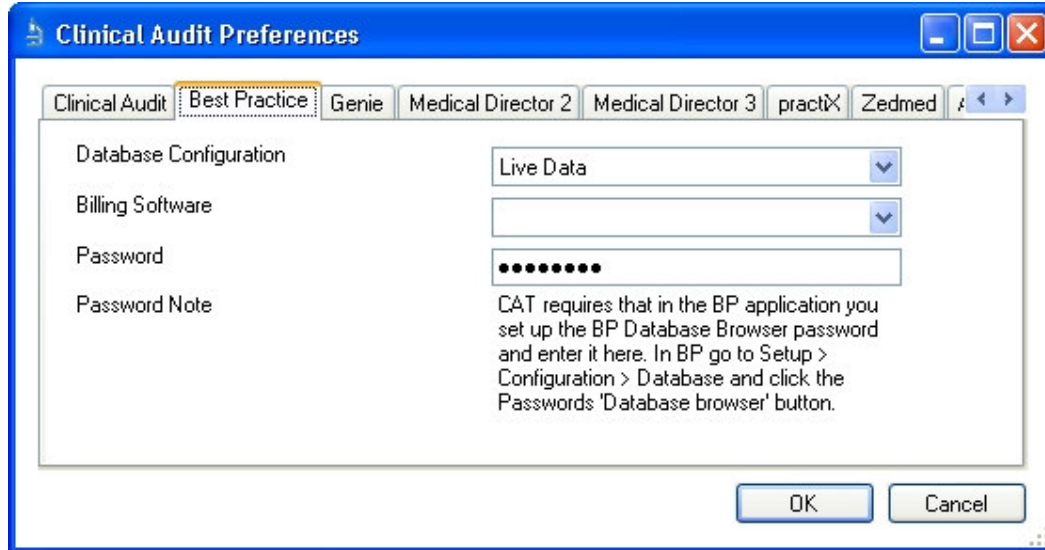 Clinical Audit Preferences
Clinical Audit Best Practice Genie Medical Director 2 Medical Director 3 practiX Zedmed
Database Configuration Live Data
Billing Software
Password ••••••••
Password Note CAT requires that in the BP application you
set up the BP Database Browser password
and enter it here. In BP go to Setup >
Configuration > Database and click the
Passwords 'Database browser' button.
OK Cancel